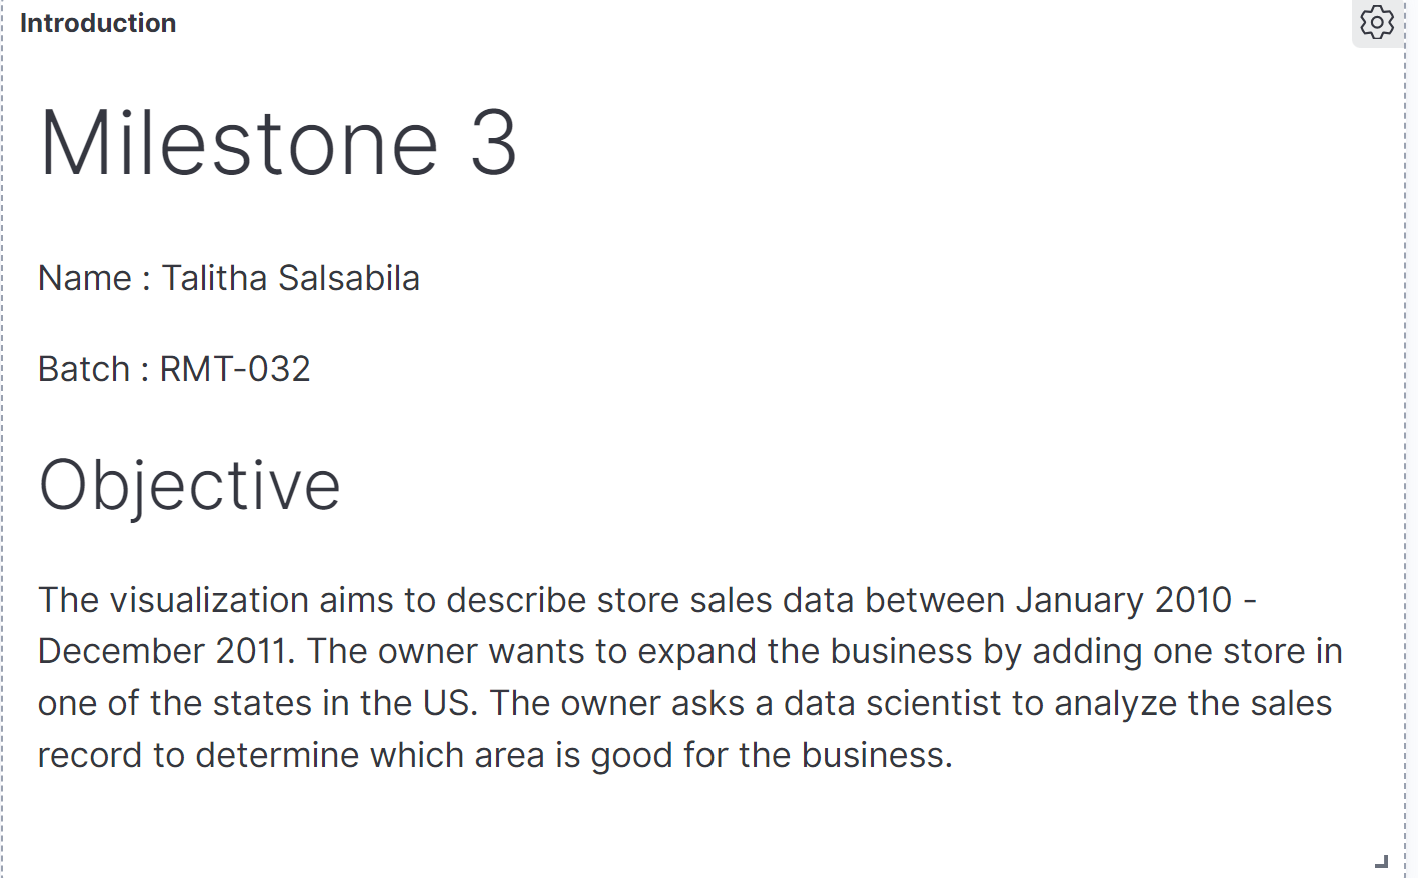 Introduction
Milestone 3
Name : Talitha Salsabila
Batch : RMT-032
Objective
The visualization aims to describe store sales data between January 2010 -
December 2011. The owner wants to expand the business by adding one store in
one of the states in the US. The owner asks a data scientist to analyze the sales
record to determine which area is good for the business.